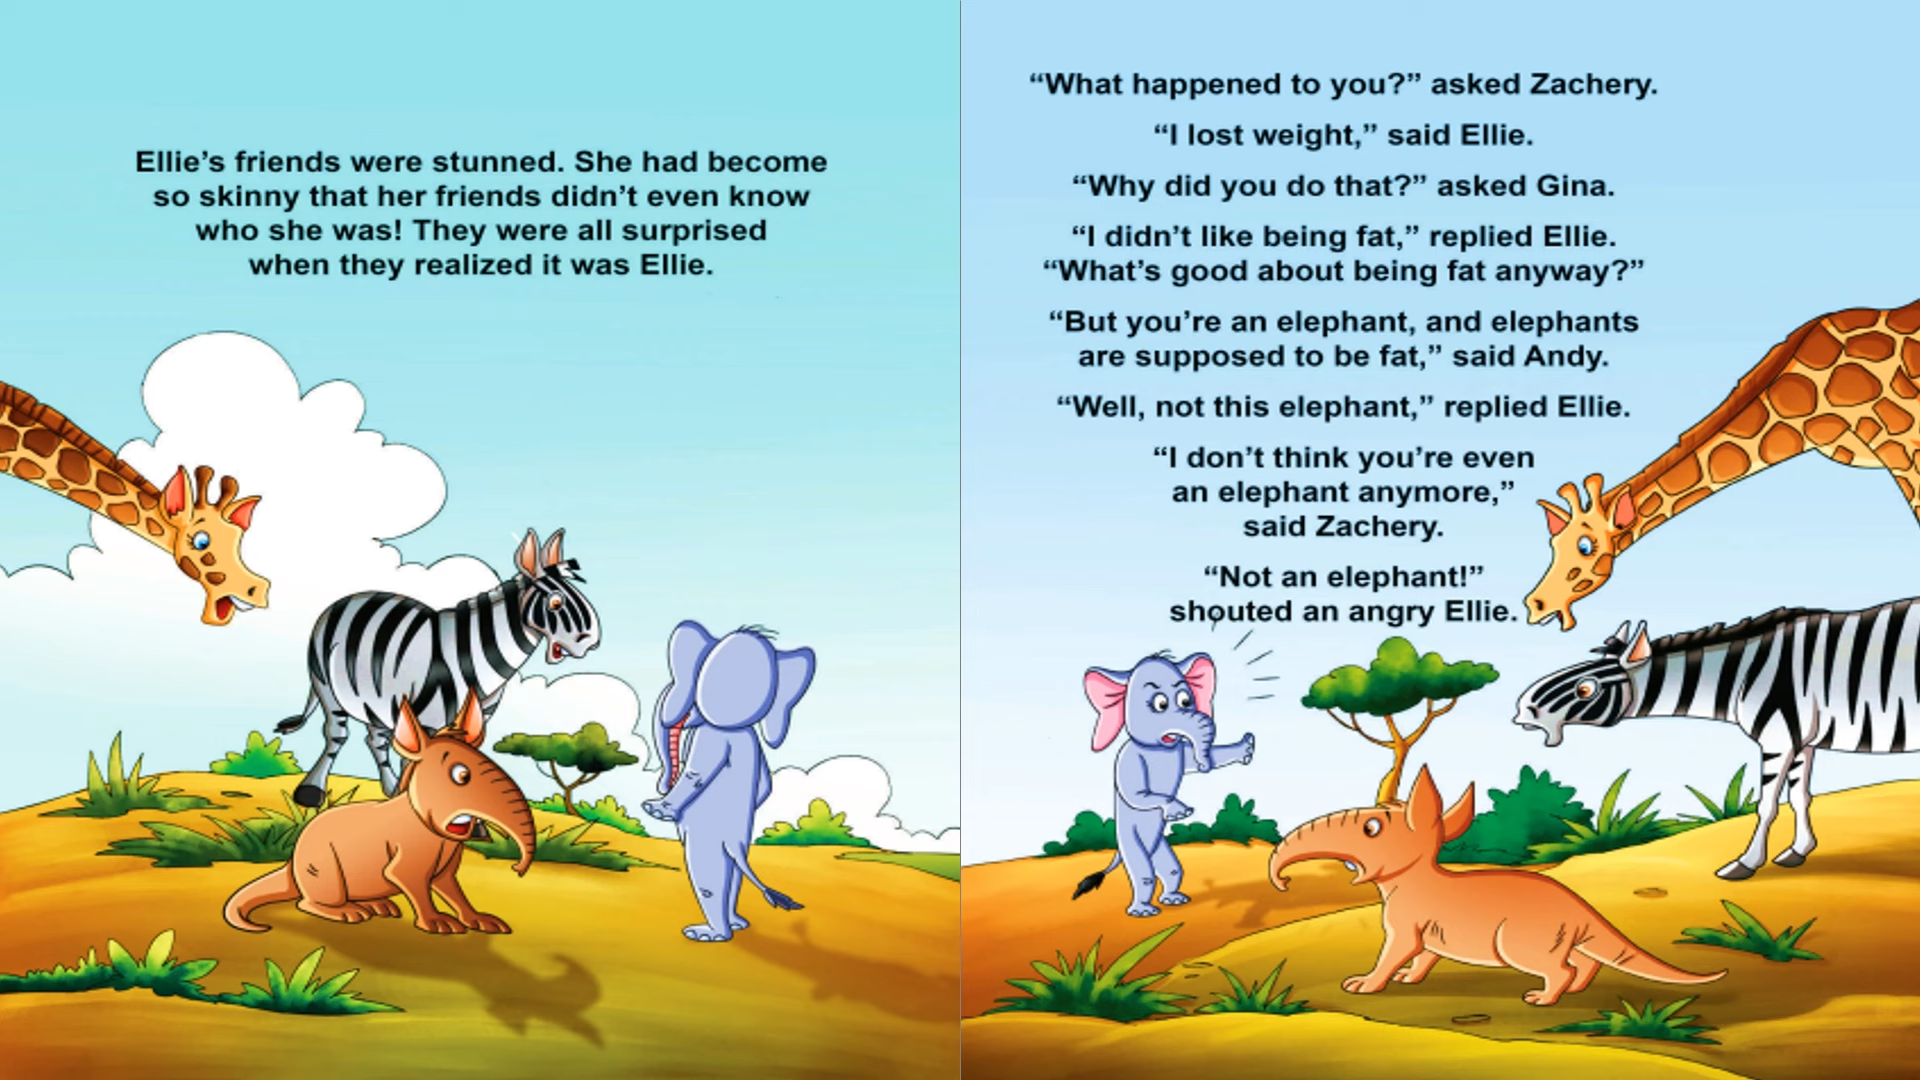 Ellie’s friends were stunned. She had become
so skinny that her friends didn’t even know
who she was! They were all surprised
when they realized it was Ellie.
“What happened to you?” asked Zachery.
“I lost weight,” said Ellie.
“Why did you do that?” asked Gina.
“I didn’t like being fat,” replied Ellie.
“What’s good about being fat anyway?”
“But you’re an elephant, and elephants
are supposed to be fat,” said Andy.
“Well, not this elephant,” replied Ellie.
“I don’t think you’re even
an elephant anymore,”
said Zachery.
“Not an elephant!”
shouted an angry Ellie.